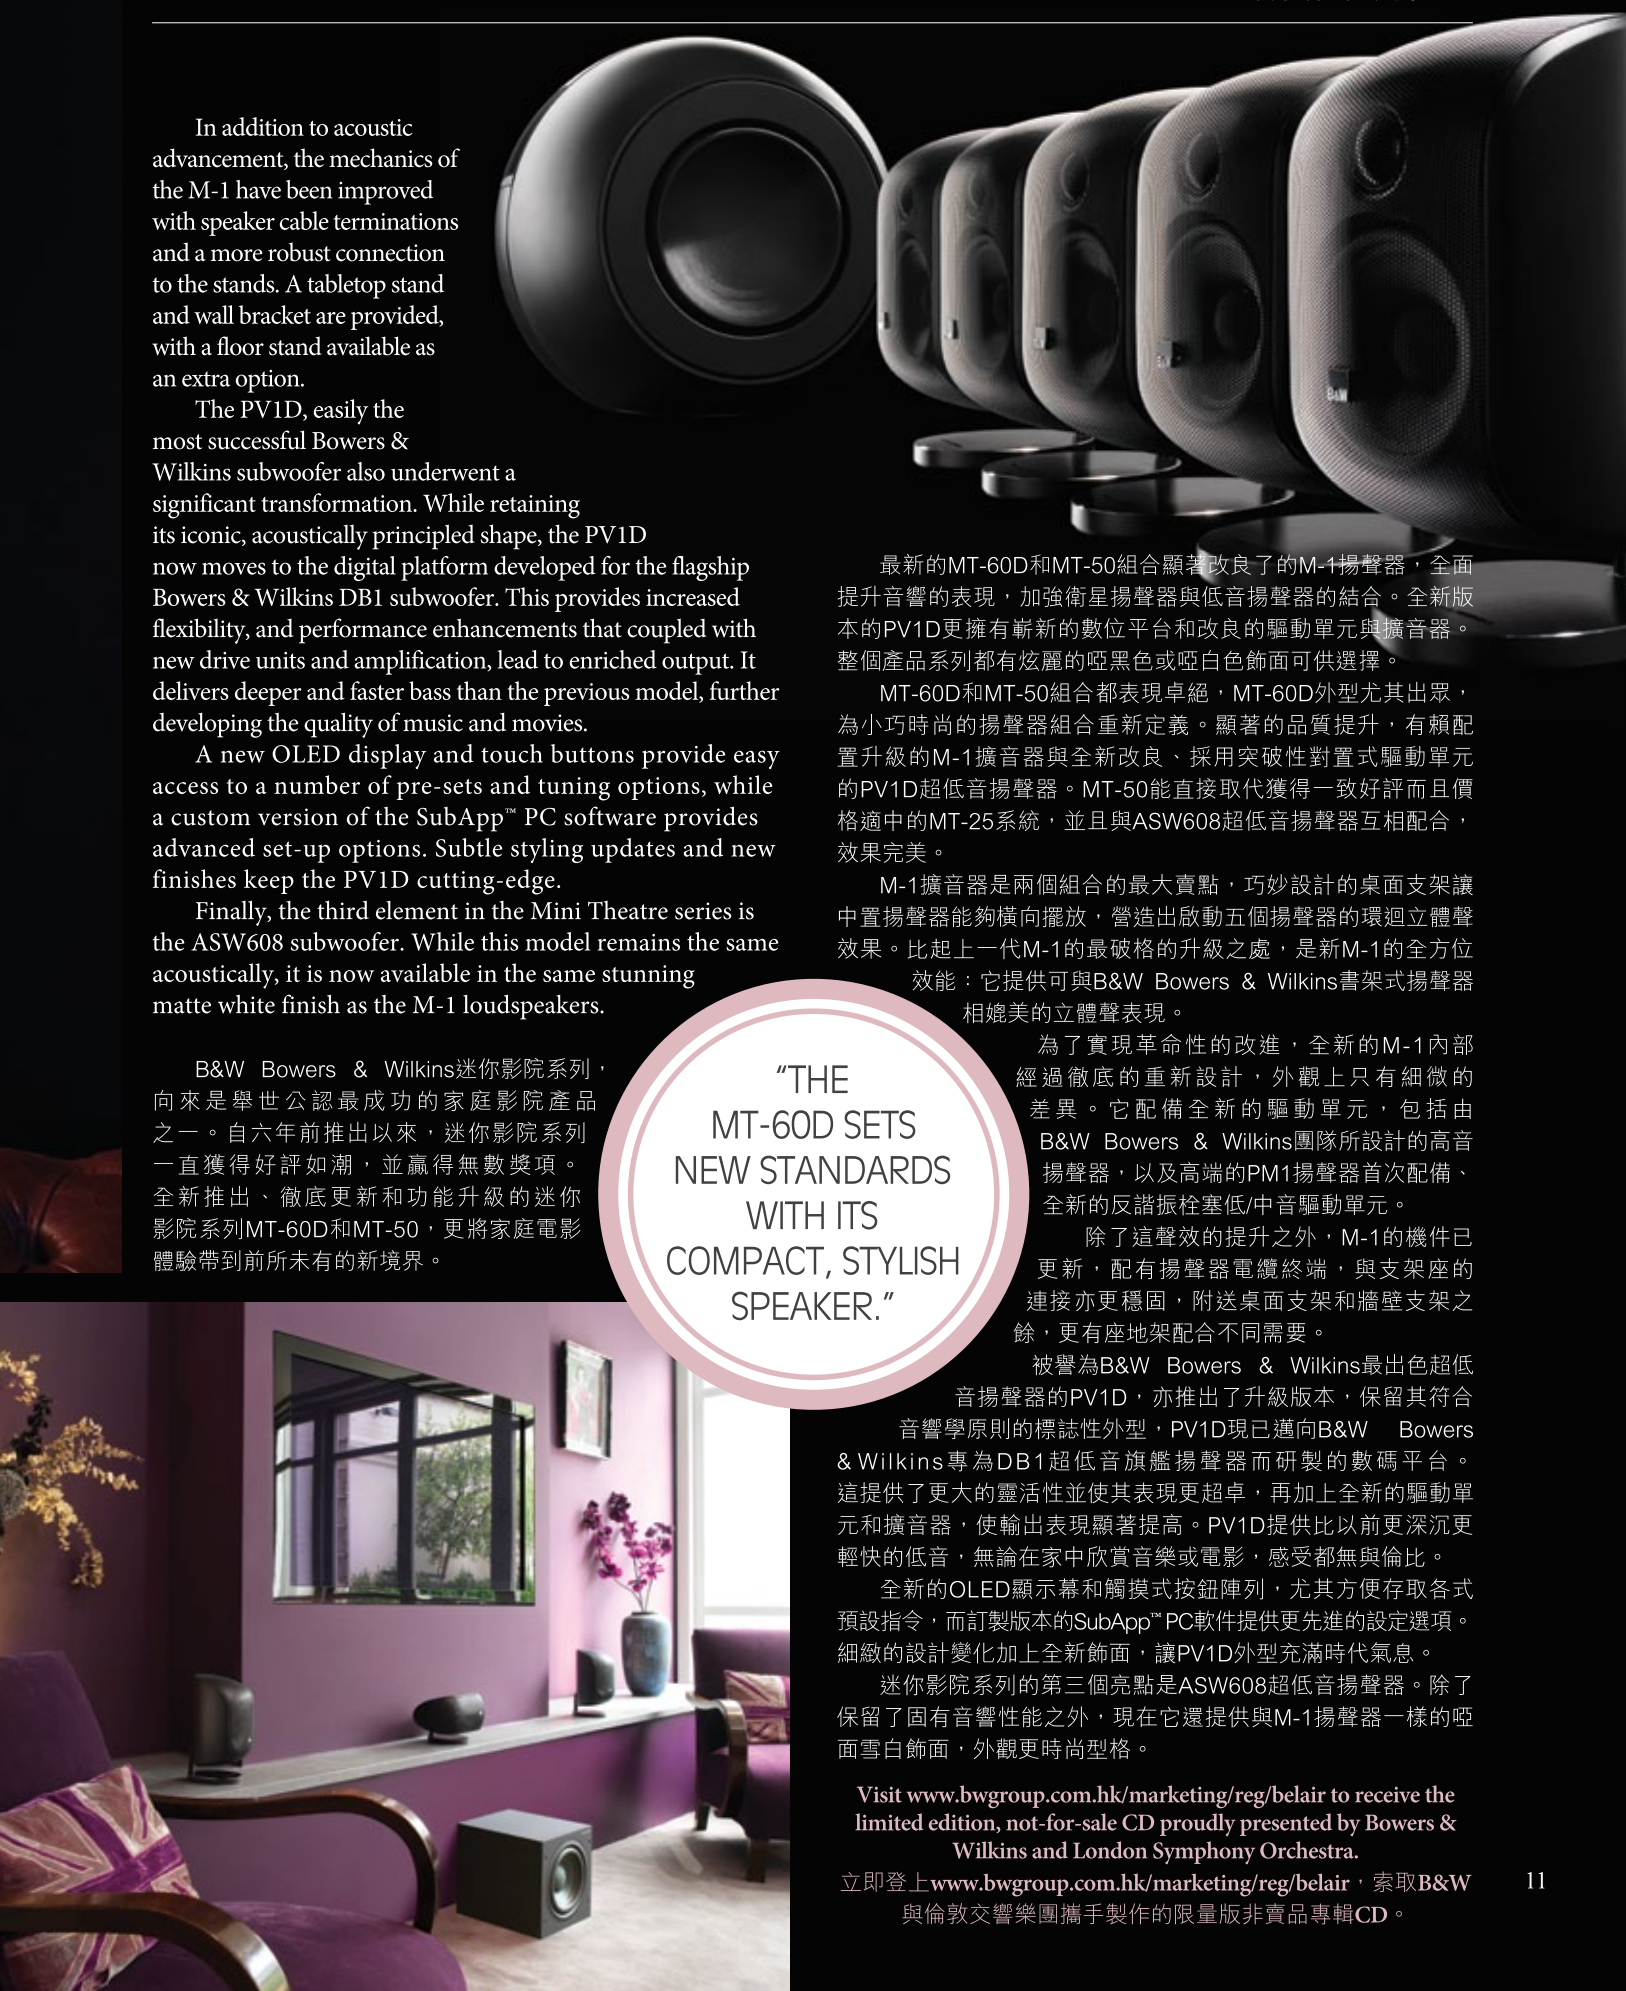 In addition to acoustic
advancement, the mechanics of
the M-1 have been improved
with speaker cable terminations
and a more robust connection
to the stands. A tabletop stand
and wall bracket are provided,
with a floor stand available as
an extra option.
The PV1D, easily the
most successful Bowers &
Wilkins subwoofer also underwent a
significant transformation. While retaining
its iconic, acoustically principled shape, the PV1D
now moves to the digital platform developed for the flagship
Bowers & Wilkins DB1 subwoofer. This provides increased
flexibility, and performance enhancements that coupled with
new drive units and amplification, lead to enriched output. It
delivers deeper and faster bass than the previous model, further
developing the quality of music and movies.
A new OLED display and touch buttons provide easy
access to a number of pre-sets and tuning options, while
a custom version of the SubApp™ PC software provides
advanced set-up options. Subtle styling updates and new
finishes keep the PV1D cutting-edge.
Finally, the third element in the Mini Theatre series is
the ASW608 subwoofer. While this model remains the same
acoustically, it is now available in the same stunning
matte white finish as the M-1 loudspeakers.
B&W Bowers & Wilkins迷你影院系列，
向來是舉世公認最成功的家庭影院產品
之一。自六年前推出以來，迷你影院系列
一直獲得好評如潮，並贏得無數獎項。
全新推出、徹底更新和功能升級的迷你
影院系列MT-60D和MT-50，更將家庭電影
體驗帶到前所未有的新境界。
“THE
MT-60D SETS
NEW STANDARDS
WITH ITS
COMPACT, STYLISH
SPEAKER.”
最新的MT-60D和MT-50組合顯著改良了的M-1揚聲器，全面
提升音響的表現，加強衛星揚聲器與低音揚聲器的結合。全新版
本的PV1D更擁有嶄新的數位平台和改良的驅動單元與擴音器。
整個產品系列都有炫麗的啞黑色或啞白色飾面可供選擇。
MT-60D和MT-50組合都表現卓絕，MT-60D外型尤其出眾，
為小巧時尚的揚聲器組合重新定義。顯著的品質提升，有賴配
置升級的M-1擴音器與全新改良、採用突破性對置式驅動單元
的PV1D超低音揚聲器。MT-50能直接取代獲得一致好評而且價
格適中的MT-25系統，並且與ASW608超低音揚聲器互相配合，
效果完美。
M-1擴音器是兩個組合的最大賣點，巧妙設計的桌面支架讓
中置揚聲器能夠橫向擺放，營造出啟動五個揚聲器的環迴立體聲
效果。比起上一代M-1的最破格的升級之處，是新M-1的全方位
效能：它提供可與B&W Bowers & Wilkins書架式揚聲器
相媲美的立體聲表現。
為了實現革命性的改進，全新的M-1內部
經過徹底的重新設計，外觀上只有細微的
差異。它配備全新的驅動單元，包括由
B&W Bowers & Wilkins團隊所設計的高音
揚聲器，以及高端的PM1揚聲器首次配備、
全新的反諧振栓塞低/中音驅動單元。
除了這聲效的提升之外，M-1的機件已
更新，配有揚聲器電纜終端，與支架座的
連接亦更穩固，附送桌面支架和牆壁支架之
餘，更有座地架配合不同需要。
被譽為B&W Bowers & Wilkins最出色超低
音揚聲器的PV1D，亦推出了升級版本，保留其符合
音響學原則的標誌性外型，PV1D現已邁向B&W Bowers
& Wilkins專為DB1超低音旗艦揚聲器而研製的數碼平台。
這提供了更大的靈活性並使其表現更超卓，再加上全新的驅動單
元和擴音器，使輸出表現顯著提高。PV1D提供比以前更深沉更
輕快的低音，無論在家中欣賞音樂或電影，感受都無與倫比。
全新的OLED顯示幕和觸摸式按鈕陣列，尤其方便存取各式
預設指令，而訂製版本的SubApp™ PC軟件提供更先進的設定選項。
細緻的設計變化加上全新飾面，讓PV1D外型充滿時代氣息。
迷你影院系列的第三個亮點是ASW608超低音揚聲器。除了
保留了固有音響性能之外，現在它還提供與M-1揚聲器一樣的啞
面雪白飾面，外觀更時尚型格。
Visit www.bwgroup.com.hk/marketing/reg/belair to receive the
limited edition, not-for-sale CD proudly presented by Bowers &
Wilkins and London Symphony Orchestra.
立即登上www.bwgroup.com.hk/marketing/reg/belair，索取B&W
與倫敦交響樂團攜手製作的限量版非賣品專輯CD。
11
B&W